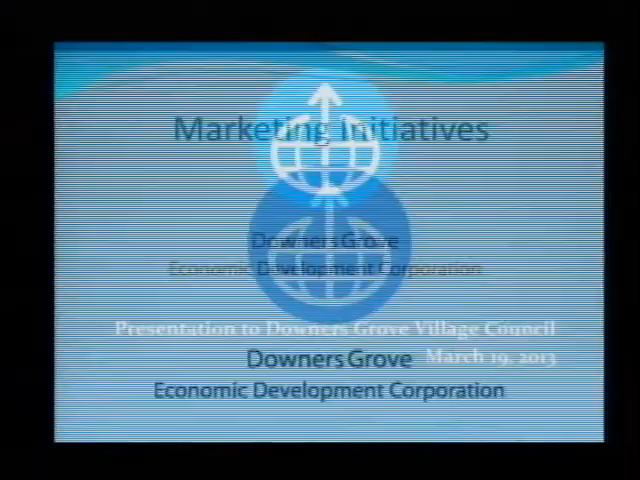 Marketing Initiatives
Downers Grove
Economic Development Corporation
Presentation to Downers Grove Village Council
March 19, 2013
Downers Grove
Economic Development Corporation